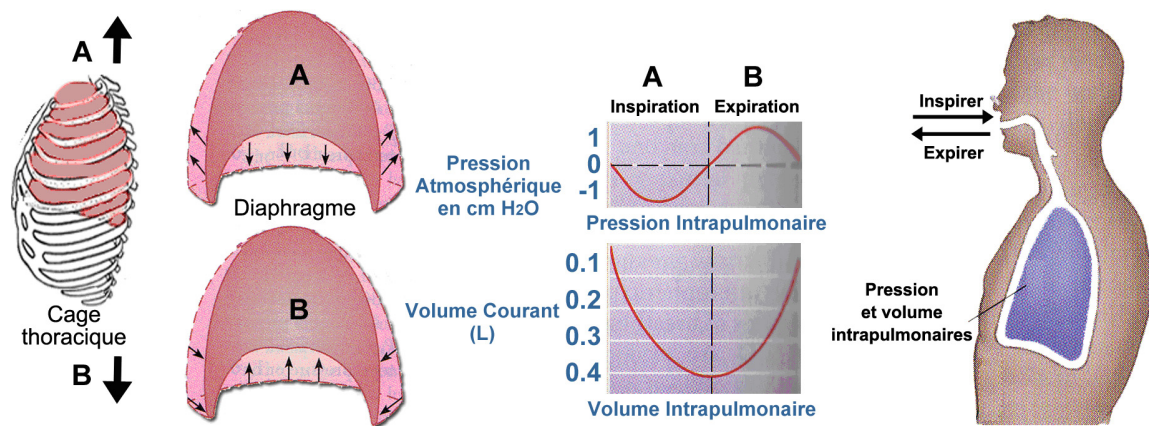 A
Cage
thoracique
B
A
Diaphragme
B
Pression
Atmosphérique
en cm H2O
Volume Courant
(L)
A
B
Inspiration
Expiration
1
0
-1
Pression Intrapulmonaire
0.1
0.2
0.3
0.4
Volume Intrapulmonaire
Inspirer
Expirer
Pression
et volume
intrapulmonaires